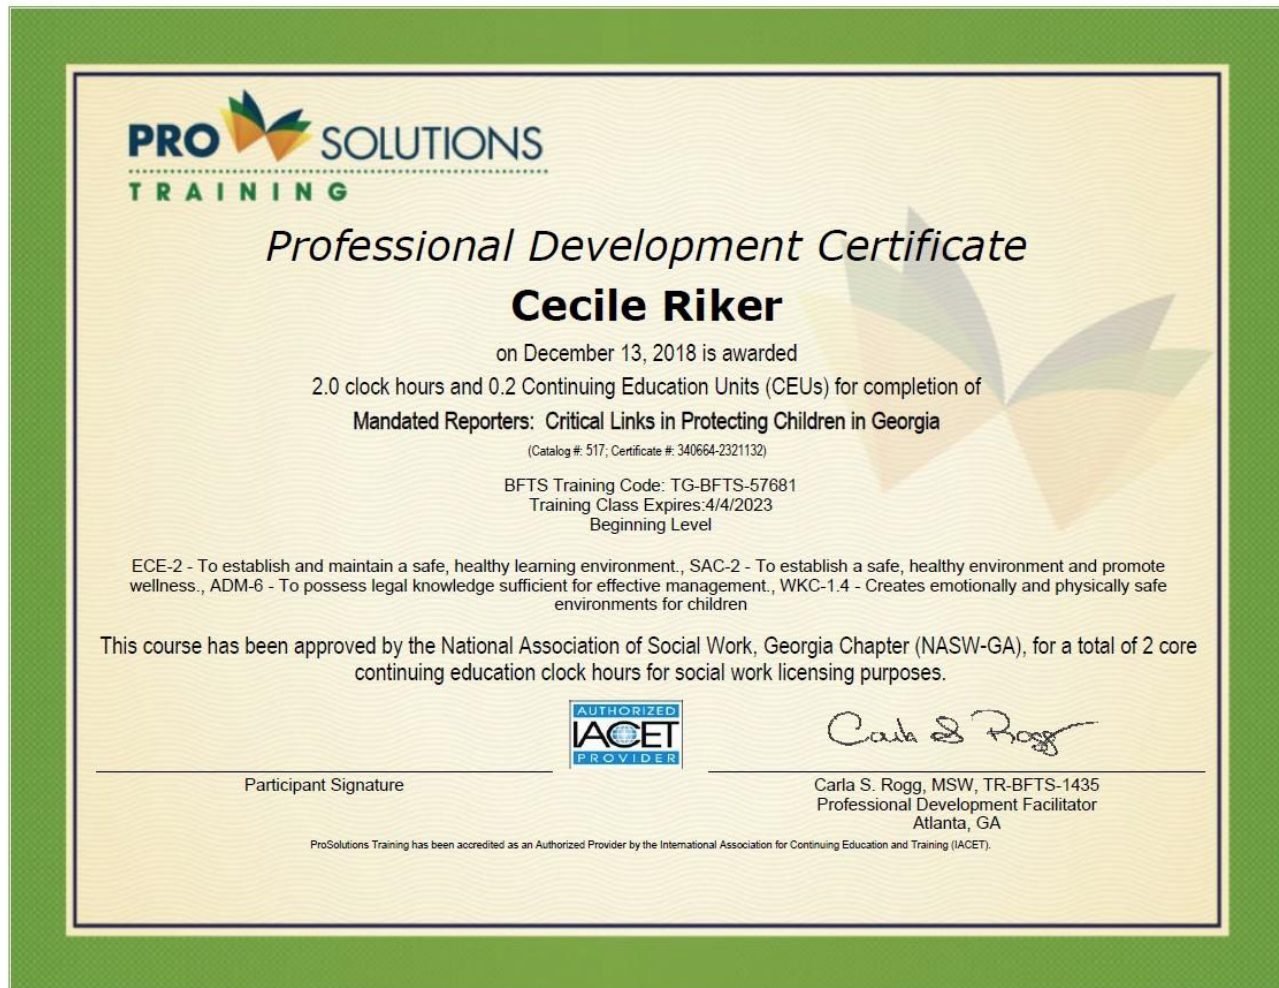 PRO SOLUTIONS
TRAINING
Professional Development Certificate
Cecile Riker
on December 13, 2018 is awarded
2.0 clock hours and 0.2 Continuing Education Units (CEUs) for completion of
Mandated Reporters: Critical Links in Protecting Children in Georgia
(Catalog #: 517; Certificate #: 340664-2321132)
BFTS Training Code: TG-BFTS-57681
Training Class Expires:4/4/2023
Beginning Level
ECE-2 - To establish and maintain a safe, healthy learning environment., SAC-2 - To establish a safe, healthy environment and promote
wellness., ADM-6 - To possess legal knowledge sufficient for effective management., WKC-1.4 - Creates emotionally and physically safe
environments for children
This course has been approved by the National Association of Social Work, Georgia Chapter (NASW-GA), for a total of 2 core
continuing education clock hours for social work licensing purposes.
AUTHORIZED
IACET
PROVIDER
Carla S Rogg
Participant Signature
Carla S. Rogg, MSW, TR-BFTS-1435
Professional Development Facilitator
Atlanta, GA
ProSolutions Training has been accredited as an Authorized Provider by the International Association for Continuing Education and Training (IACET).